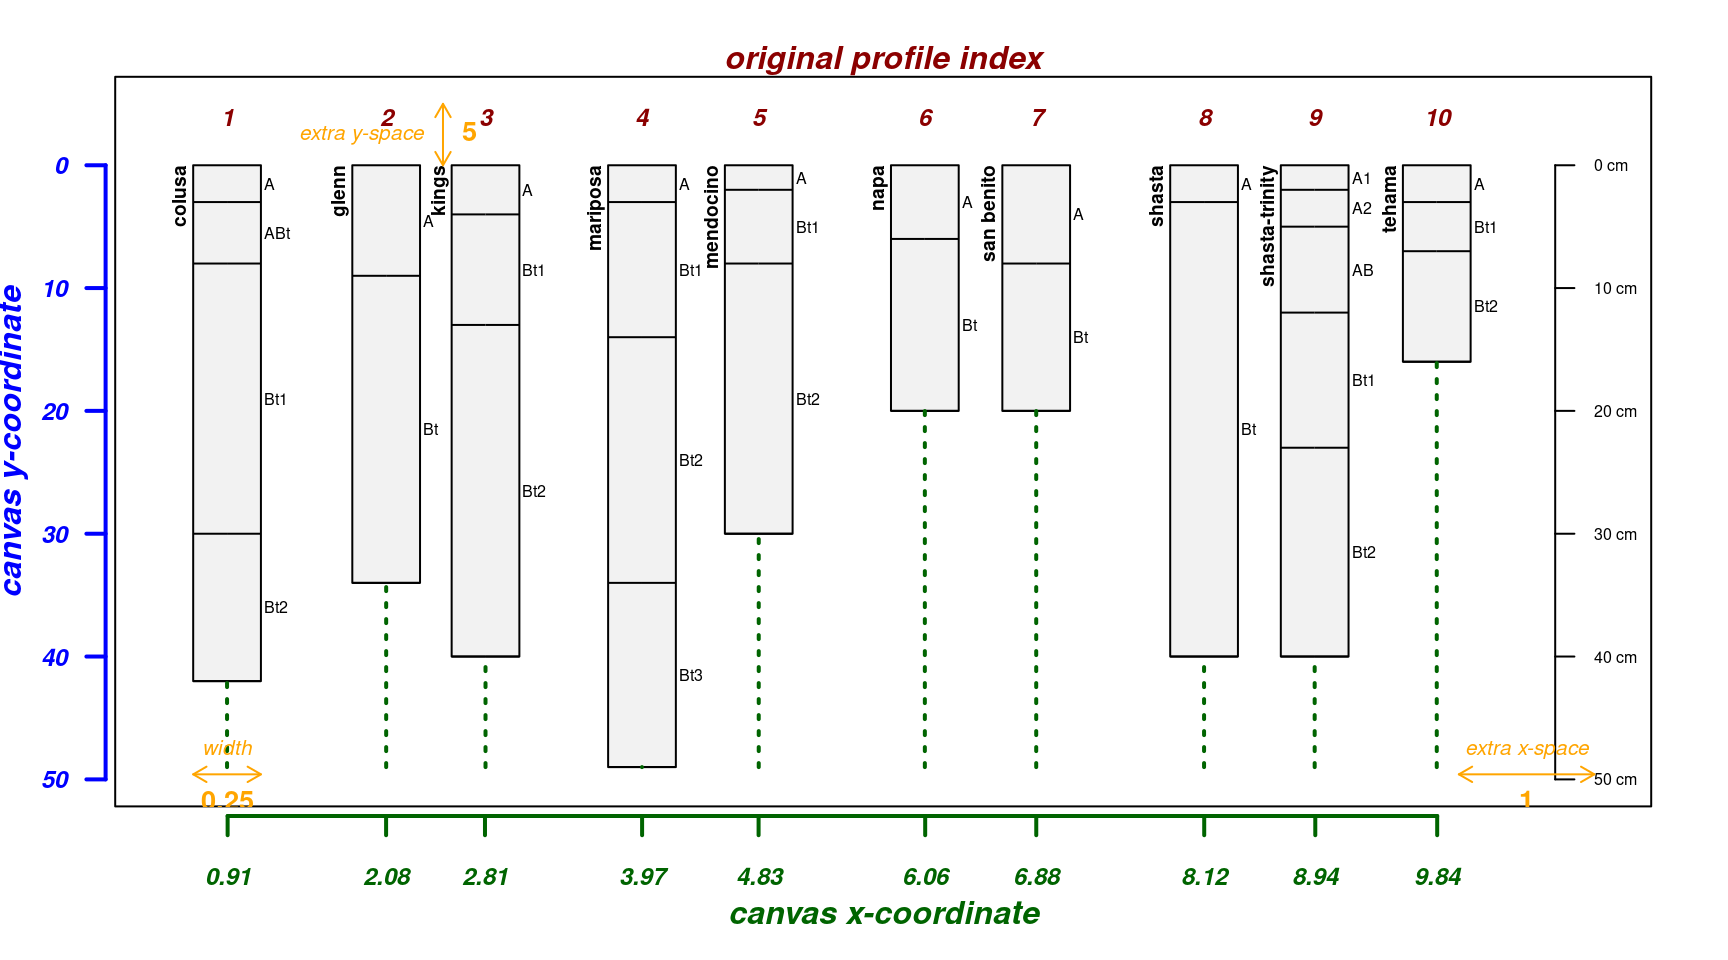 original profile index
1 2 3 4 5 6 7 8 9 10
extra y-space 5
canvas y-coordinate
0
10
20
30
40
50
colusa
A
ABt
Bt1
Bt2
glenn
A
Bt
kings
A
Bt1
Bt2
mariposa
A
Bt1
Bt2
Bt3
mendocino
A
Bt1
Bt2
napa
A
Bt
san benito
A
Bt
shasta
A
Bt
shasta-trinity
A1
A2
AB
Bt1
Bt2
tehama
A
Bt1
Bt2
0 cm
10 cm
20 cm
30 cm
40 cm
50 cm
width
0.25
extra x-space
1
0.91 2.08 2.81 3.97 4.83 6.06 6.88 8.12 8.94 9.84
canvas x-coordinate